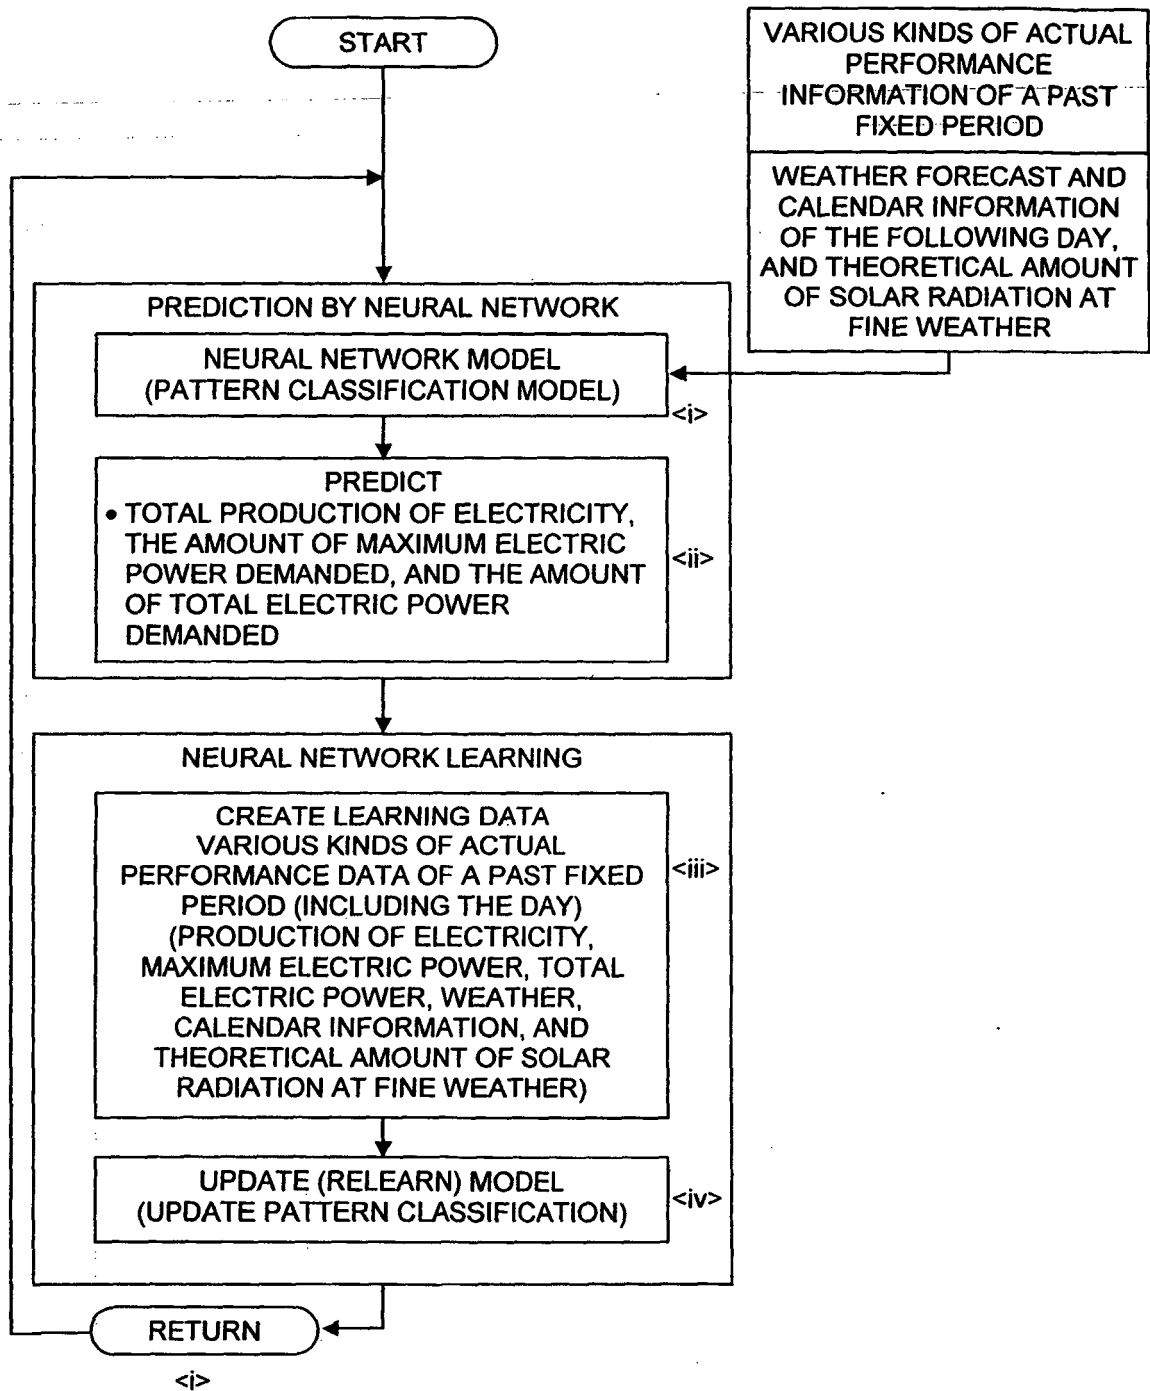 START
VARIOUS KINDS OF ACTUAL
PERFORMANCE
INFORMATION OF A PAST
FIXED PERIOD
WEATHER FORECAST AND
CALENDAR INFORMATION
OF THE FOLLOWING DAY,
AND THEORETICAL AMOUNT
OF SOLAR RADIATION AT
FINE WEATHER
PREDICTION BY NEURAL NETWORK
NEURAL NETWORK MODEL
(PATTERN CLASSIFICATION MODEL)
<i>
PREDICT
• TOTAL PRODUCTION OF ELECTRICITY,
THE AMOUNT OF MAXIMUM ELECTRIC
POWER DEMANDED, AND THE AMOUNT
OF TOTAL ELECTRIC POWER
DEMANDED
<ii>
NEURAL NETWORK LEARNING
CREATE LEARNING DATA
VARIOUS KINDS OF ACTUAL
PERFORMANCE DATA OF A PAST FIXED
PERIOD (INCLUDING THE DAY)
(PRODUCTION OF ELECTRICITY,
MAXIMUM ELECTRIC POWER, TOTAL
ELECTRIC POWER, WEATHER,
CALENDAR INFORMATION, AND
THEORETICAL AMOUNT OF SOLAR
RADIATION AT FINE WEATHER)
<iii>
UPDATE (RELEARN) MODEL
(UPDATE PATTERN CLASSIFICATION)
<iv>
RETURN
<i>